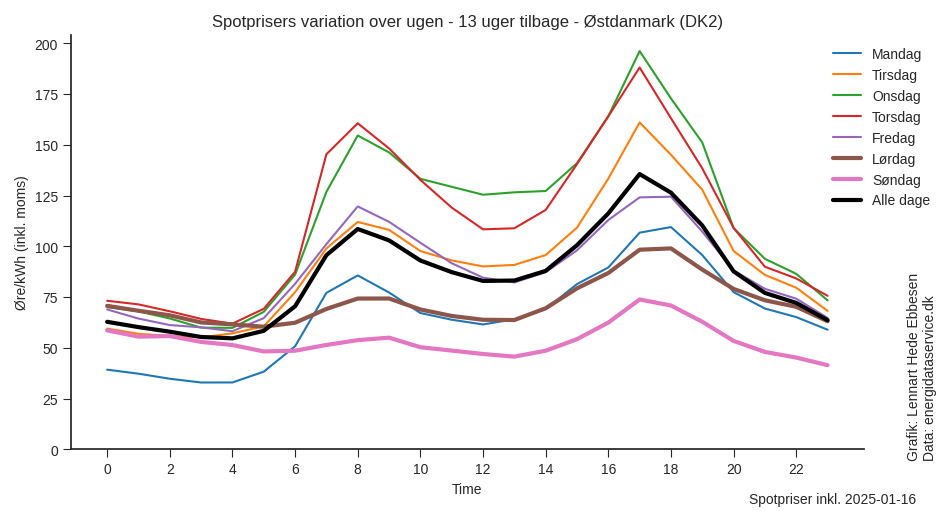 Spotprisers variation over ugen - 13 uger tilbage - Østdanmark (DK2)
Øre/kWh (inkl. moms)
200
175
150
125
100
75
50
25
0
0 2 4 6 8 10 12 14 16 18 20 22
Time
Mandag
Tirsdag
Onsdag
Torsdag
Fredag
Lørdag
Søndag
Alle dage
Grafik: Lennart Hede Ebbesen
Data: energidataservice.dk
Spotpriser inkl. 2025-01-16